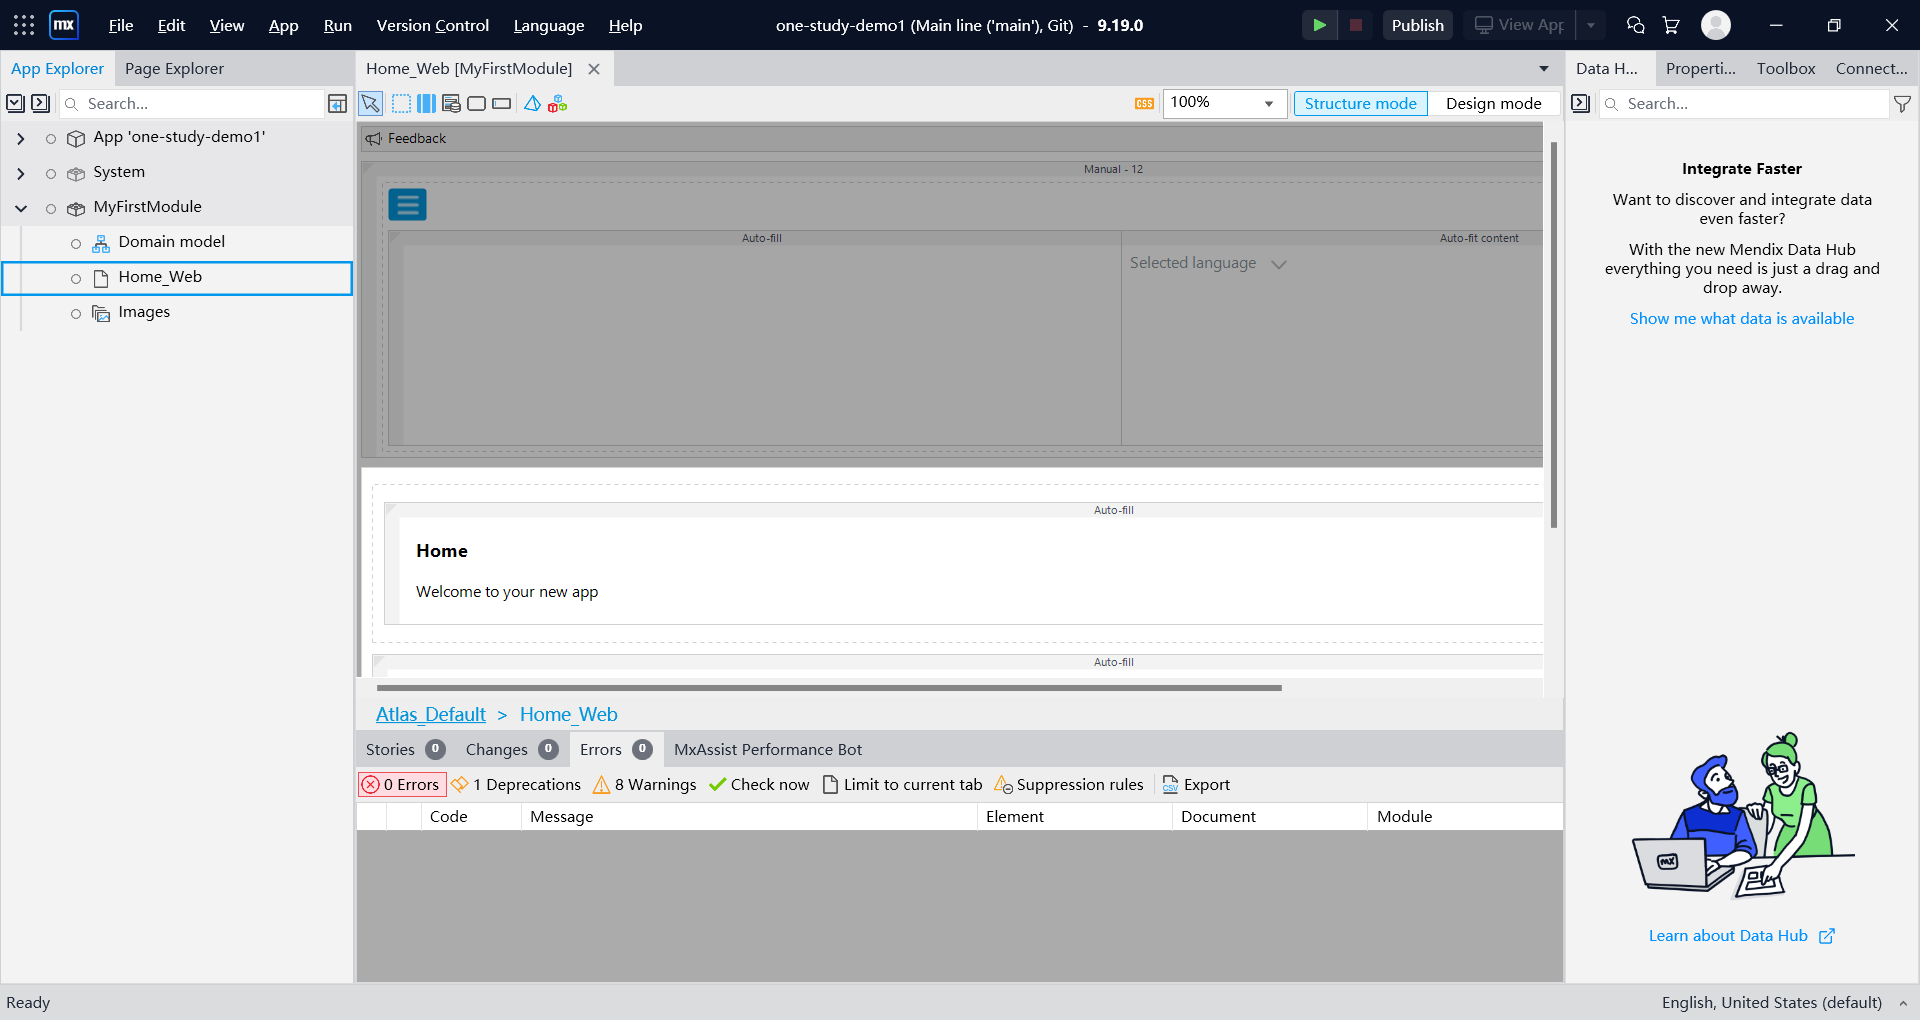 mx File Edit View App Run Version Control Language Help one-study-demo1 (Main line ('main'), Git) - 9.19.0 Publish View App
App Explorer Page Explorer Home_Web [MyFirstModule] Data H... Properti... Toolbox Connect...
Search... CSS 100% Structure mode Design mode Search...
App 'one-study-demo1'
System
MyFirstModule
Domain model
Home_Web
Images
Feedback
Manual - 12
Auto-fill Auto-fit content
Selected language
Auto-fill
Home
Welcome to your new app
Auto-fill
Atlas_Default > Home_Web
Stories 0 Changes 0 Errors 0 MxAssist Performance Bot
0 Errors 1 Deprecations 8 Warnings Check now Limit to current tab Suppression rules CSV Export
Code Message Element Document Module
Integrate Faster
Want to discover and integrate data
even faster?
With the new Mendix Data Hub
everything you need is just a drag and
drop away.
Show me what data is available
mx
Learn about Data Hub
Ready English, United States (default)